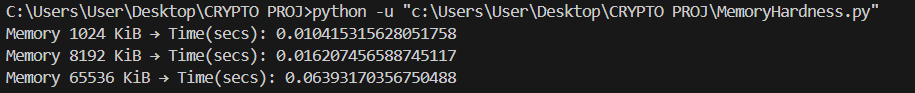 C:\Users\User\Desktop\CRYPTO PROJ>python -u "c:\Users\User\Desktop\CRYPTO PROJ\MemoryHardness.py"
Memory 1024 KiB → Time(secs): 0.010415315628051758
Memory 8192 KiB → Time(secs): 0.016207456588745117
Memory 65536 KiB → Time(secs): 0.06393170356750488